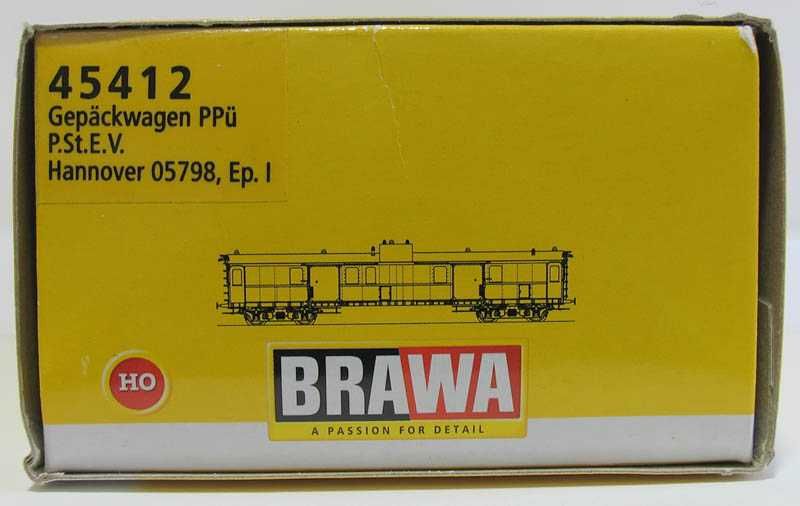 45412
Gepäckwagen PPü
P.St.E.V.
Hannover 05798, Ep. I
HO
BRAWA
A PASSION FOR DETAIL